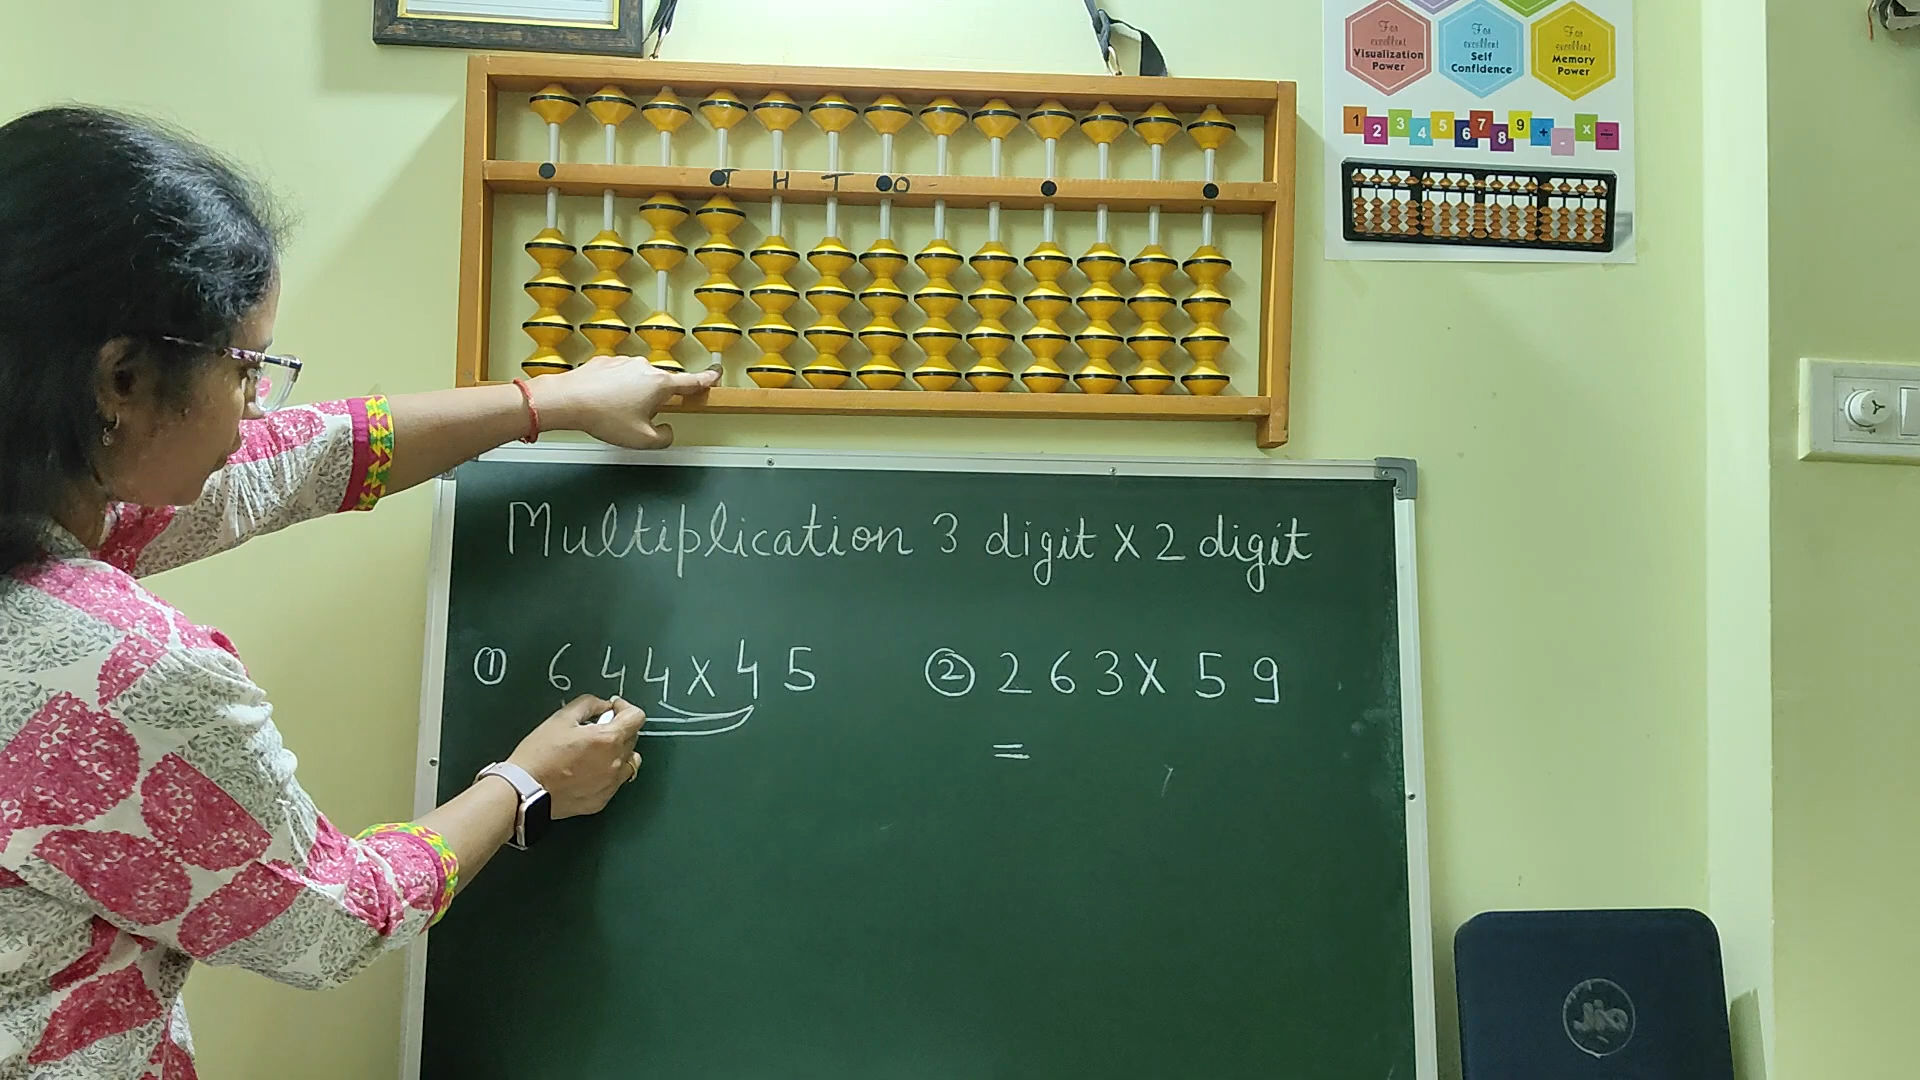 For excellent Visualization Power
For excellent Self Confidence
For excellent Memory Power
1 2 3 4 5 6 7 8 9 + - x ÷
T H T O
Multiplication 3 digit x 2 digit
① 644 x 45
② 263 x 59
=
Jio